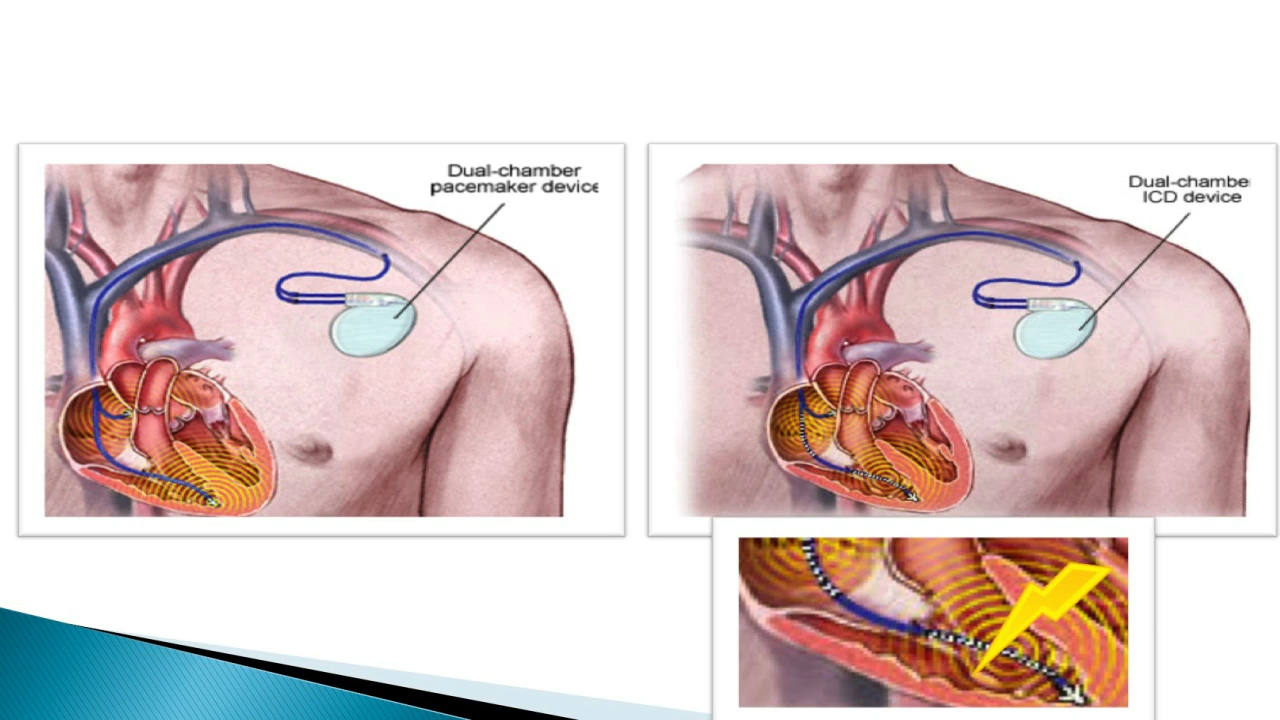 Dual-chamber
pacemaker device
Dual-chambe
ICD device